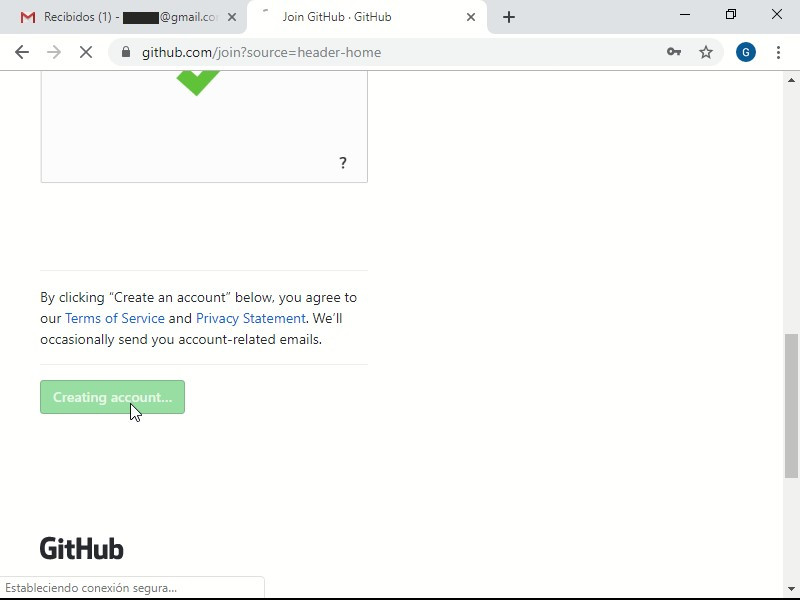 Recibidos (1) - @gmail.co
Join GitHub · GitHub
github.com/join?source=header-home
G
?
By clicking “Create an account” below, you agree to
our Terms of Service and Privacy Statement. We’ll
occasionally send you account-related emails.
Creating account...
GitHub
Estableciendo conexión segura...